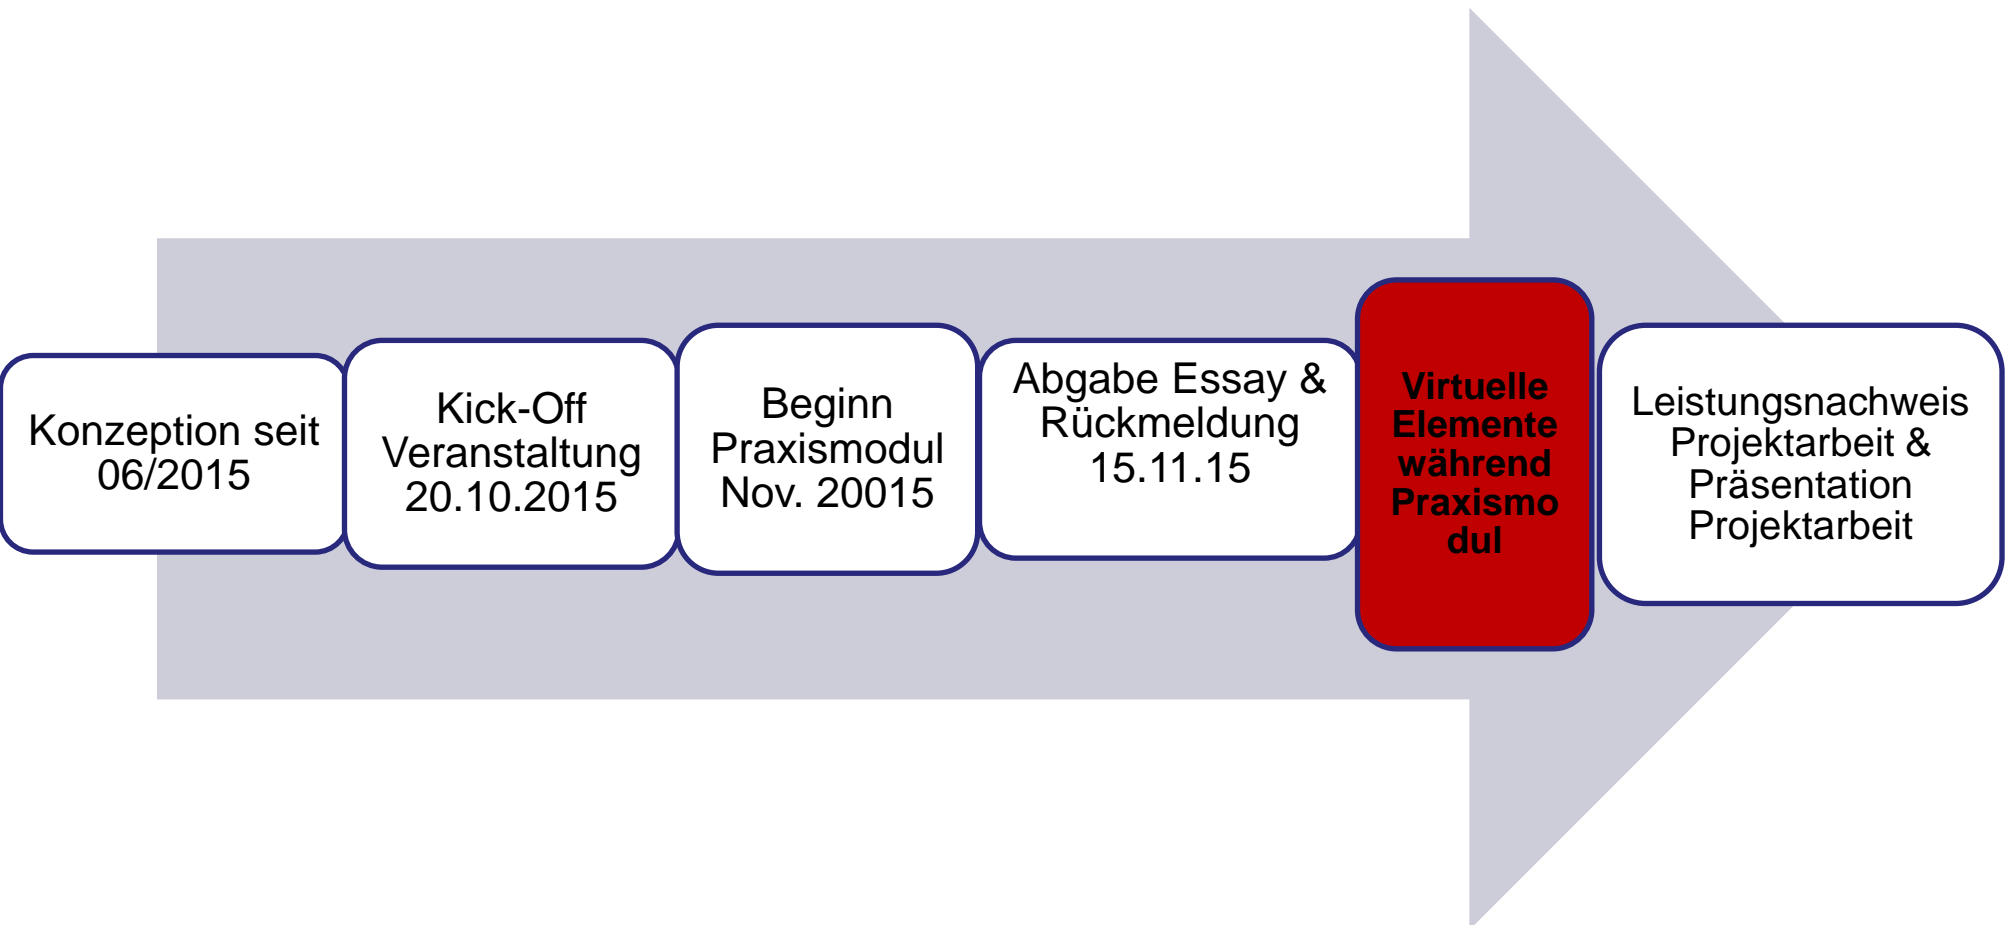 Konzeption seit
06/2015
Kick-Off
Veranstaltung
20.10.2015
Beginn
Praxismodul
Nov. 20015
Abgabe Essay &
Rückmeldung
15.11.15
Virtuelle
Elemente
während
Praxismo
dul
Leistungsnachweis
Projektarbeit &
Präsentation
Projektarbeit